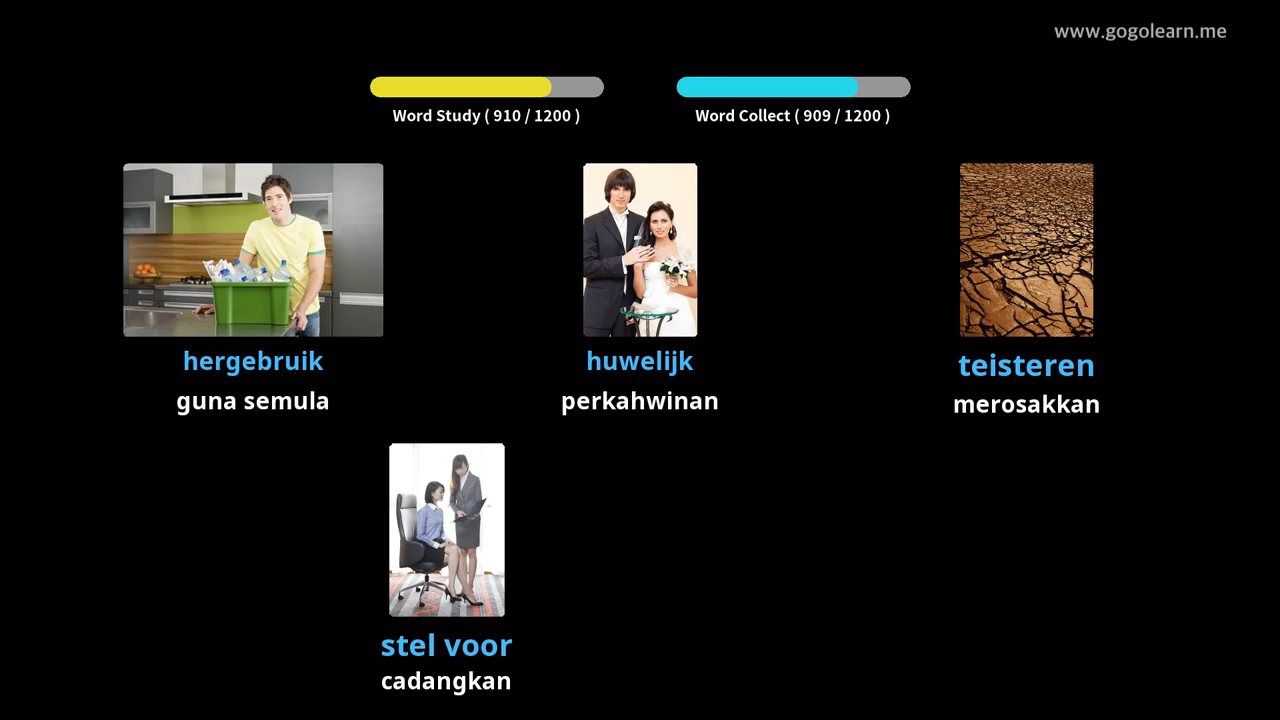 www.gogolearn.me
Word Study ( 910 / 1200 )
Word Collect ( 909 / 1200 )
hergebruik
guna semula
huwelijk
perkahwinan
teisteren
merosakkan
stel voor
cadangkan